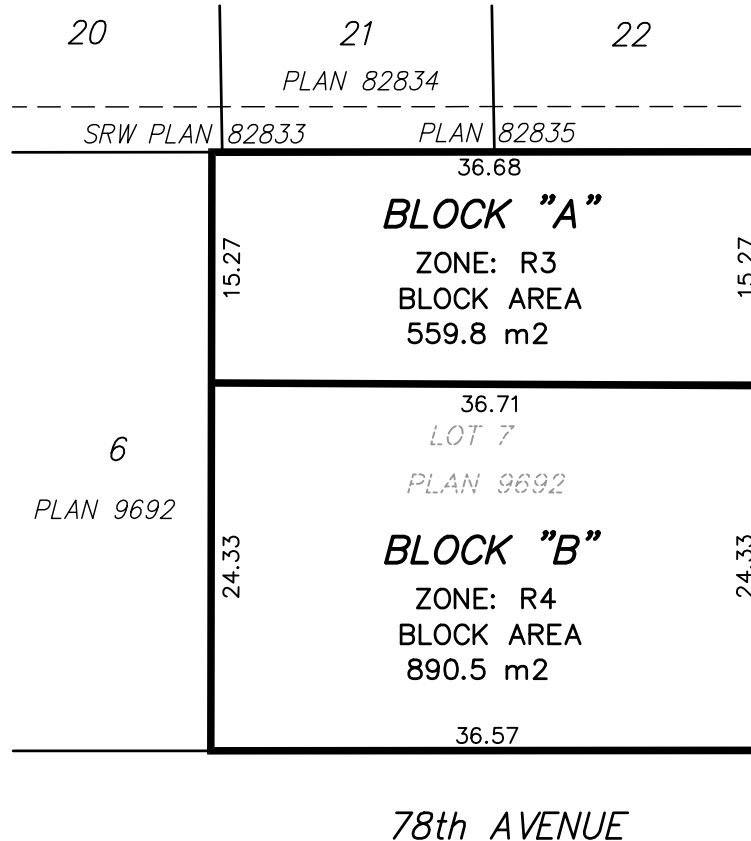 20 21 22
PLAN 82834
SRW PLAN 82833 PLAN 82835
36.68
BLOCK "A"
15.27 ZONE: R3 15.27
BLOCK AREA
559.8 m2
36.71
LOT 7
6
PLAN 9692
PLAN 9692
BLOCK "B"
24.33 ZONE: R4 24.33
BLOCK AREA
890.5 m2
36.57
78th AVENUE